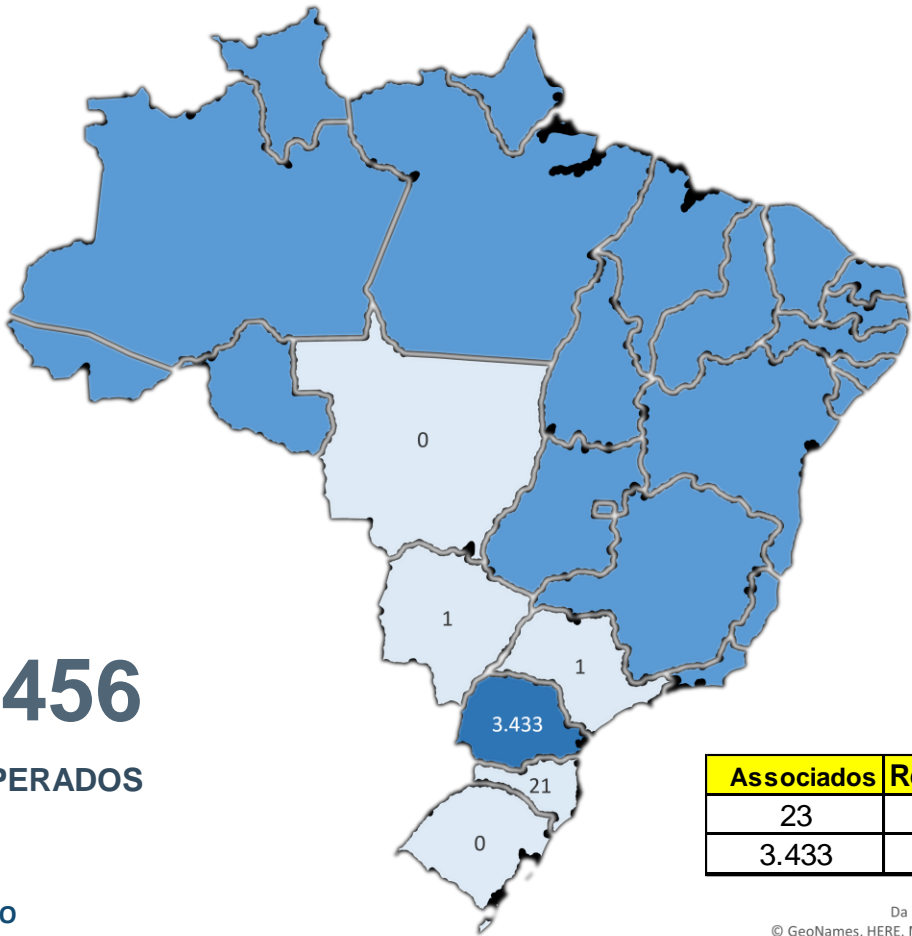 0
1
1
3.433
21
0
456
PERADOS
Associados
23
3.433
Da
© GeoNames, HERE,